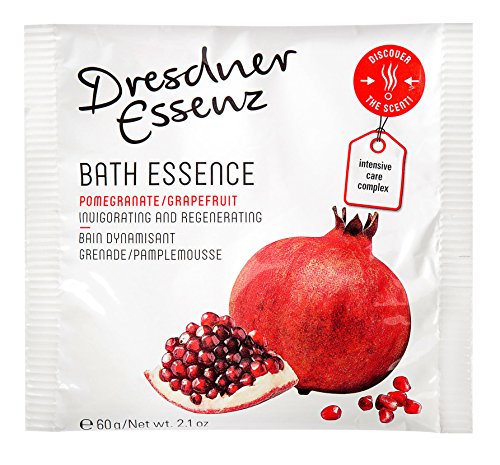 Dresdner
Essenz
DISCOVER
THE SCENT!
intensive
care
complex
BATH ESSENCE
POMEGRANATE/GRAPEFRUIT
INVIGORATING AND REGENERATING
BAIN DYNAMISANT
GRENADE/PAMPLEMOUSSE
℮ 60g/Net wt. 2.1 oz